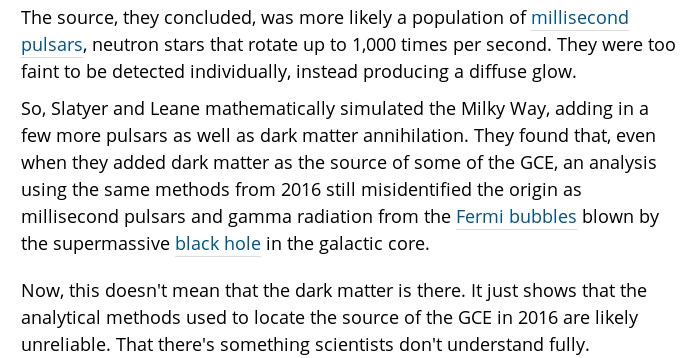 The source, they concluded, was more likely a population of millisecond
pulsars, neutron stars that rotate up to 1,000 times per second. They were too
faint to be detected individually, instead producing a diffuse glow.
So, Slatyer and Leane mathematically simulated the Milky Way, adding in a
few more pulsars as well as dark matter annihilation. They found that, even
when they added dark matter as the source of some of the GCE, an analysis
using the same methods from 2016 still misidentified the origin as
millisecond pulsars and gamma radiation from the Fermi bubbles blown by
the supermassive black hole in the galactic core.
Now, this doesn't mean that the dark matter is there. It just shows that the
analytical methods used to locate the source of the GCE in 2016 are likely
unreliable. That there's something scientists don't understand fully.